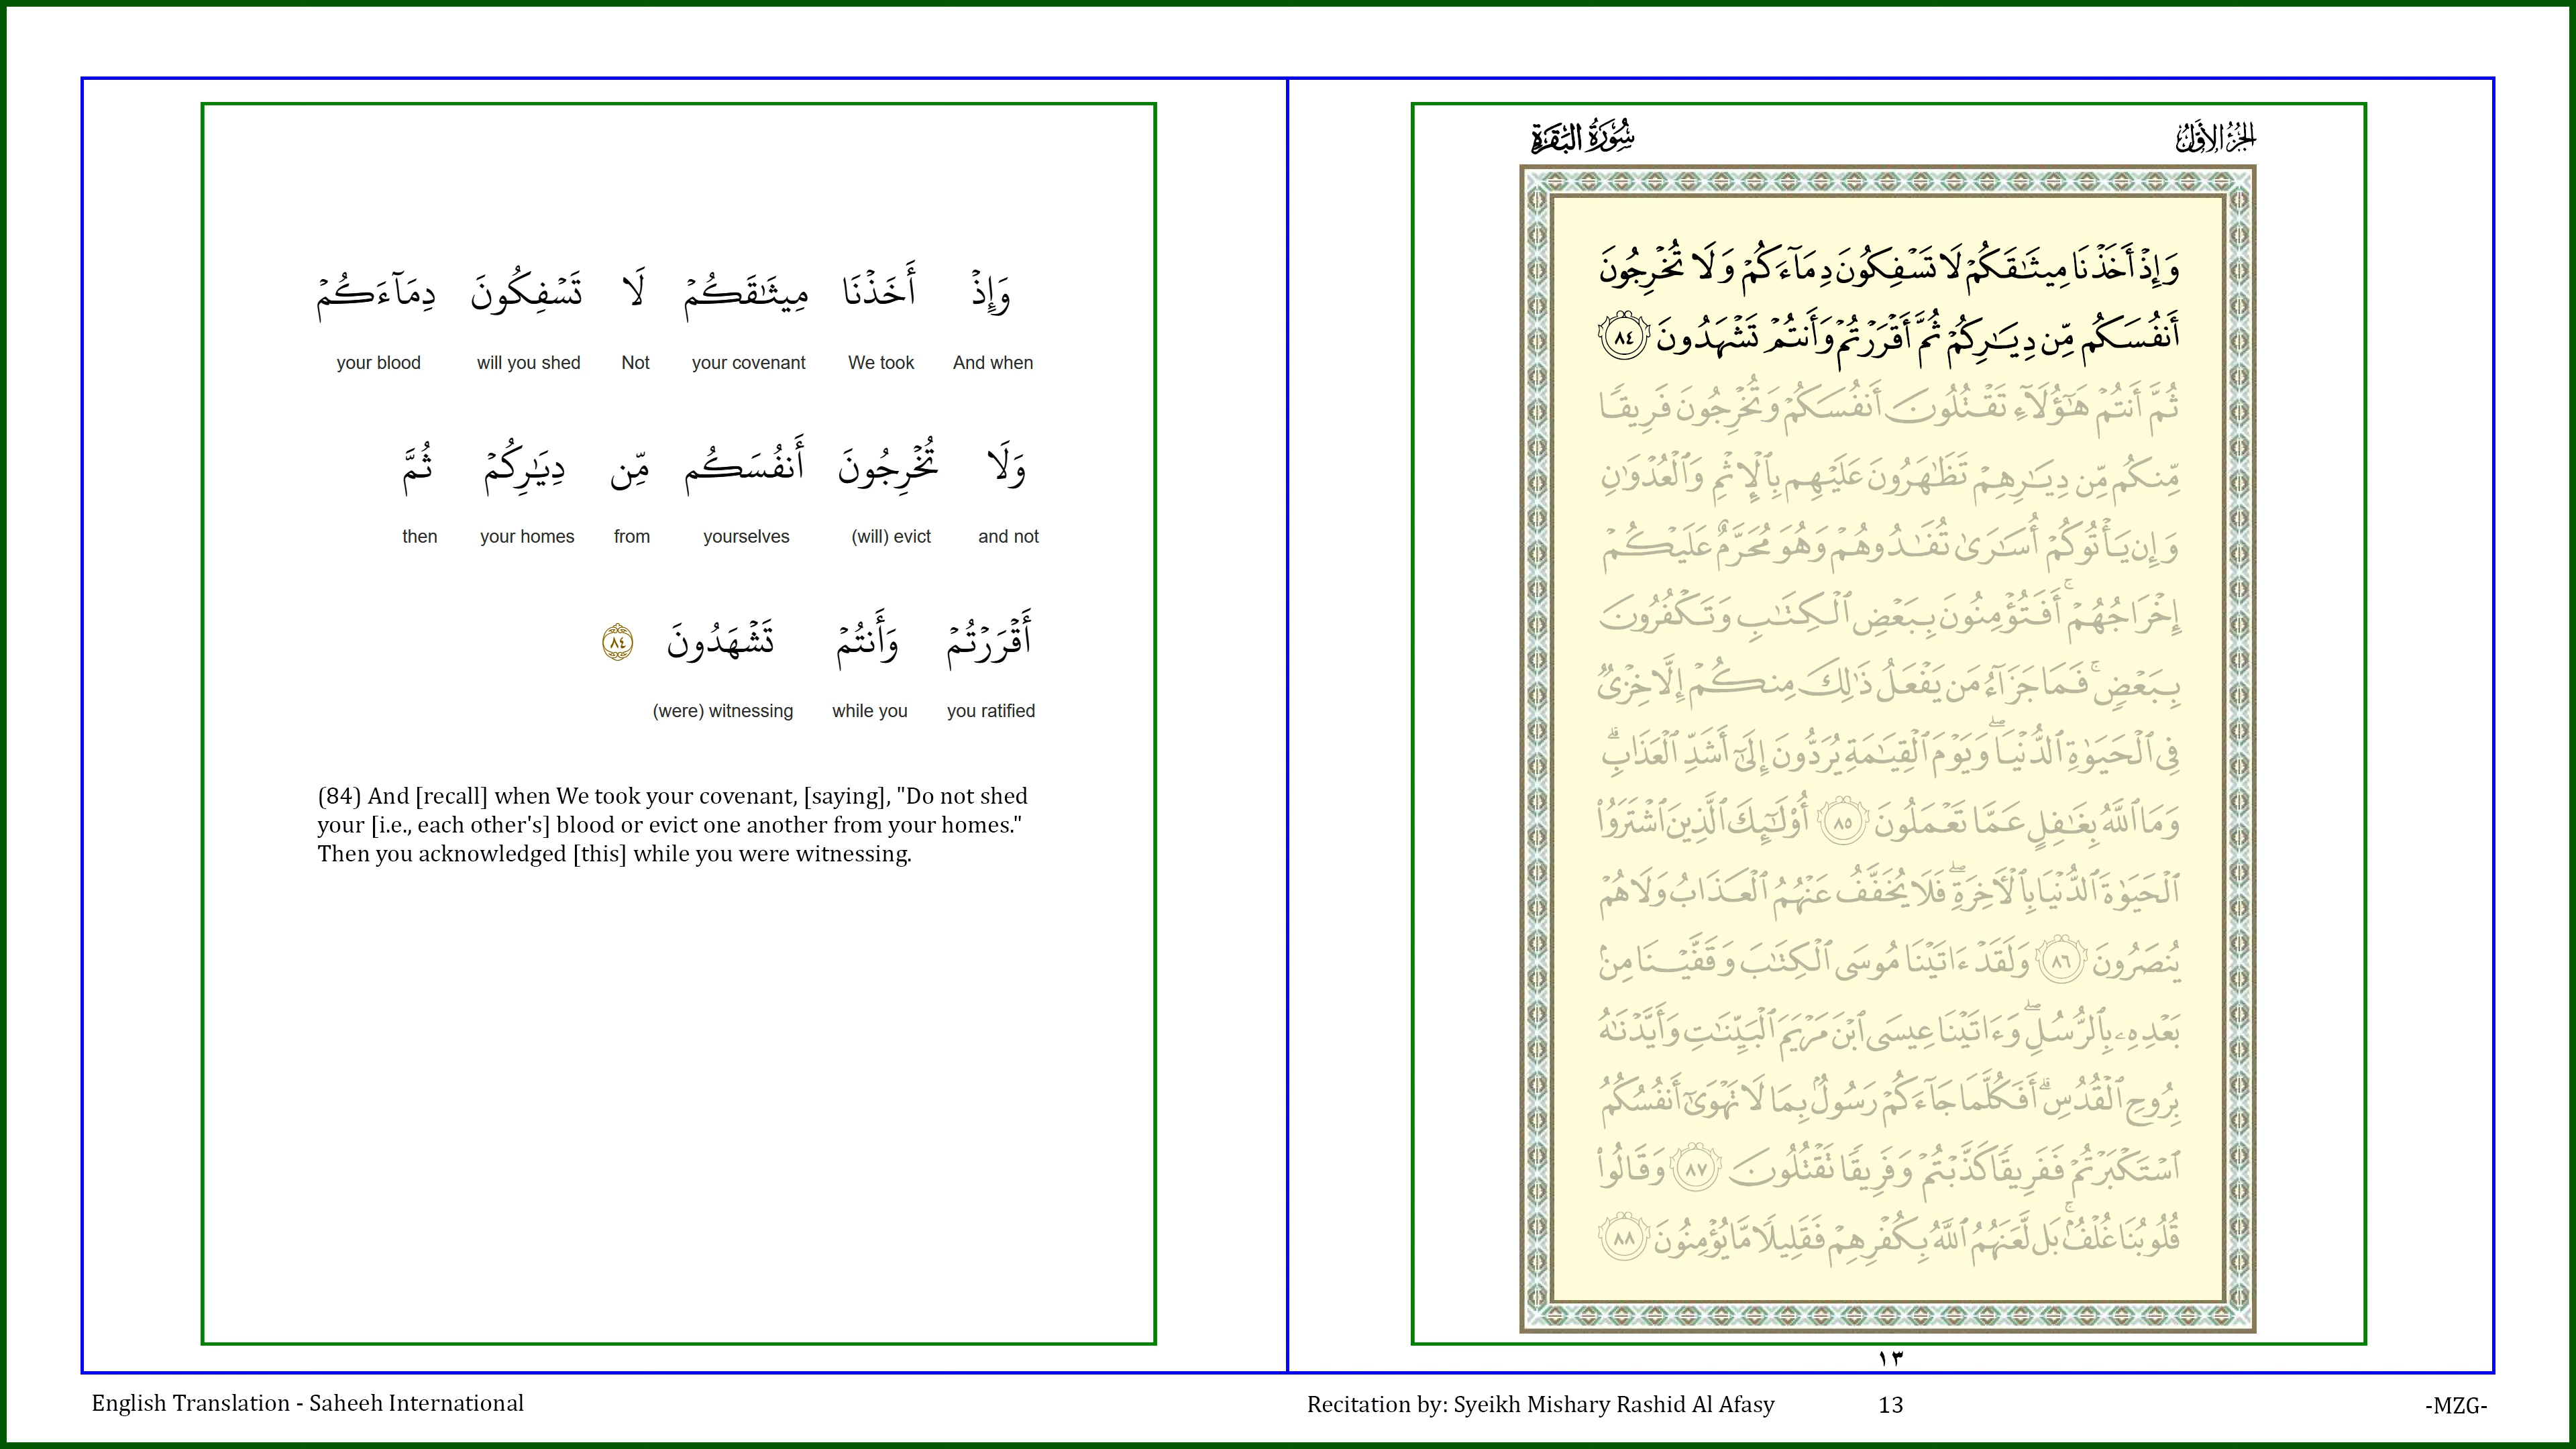 وَإِذْ أَخَذْنَا مِيثَـٰقَكُمْ لَا تَسْفِكُونَ دِمَآءَكُمْ
And when We took your covenant Not will you shed your blood
وَلَا تُخْرِجُونَ أَنفُسَكُم مِّن دِيَـٰرِكُمْ ثُمَّ
and not (will) evict yourselves from your homes then
أَقْرَرْتُمْ وَأَنتُمْ تَشْهَدُونَ ٨٤
you ratified while you (were) witnessing
(84) And [recall] when We took your covenant, [saying], "Do not shed
your [i.e., each other's] blood or evict one another from your homes."
Then you acknowledged [this] while you were witnessing.
الجُزْءُ الأَوَّلُ
سُورَةُ البَقَرَةِ
وَإِذْ أَخَذْنَا مِيثَـٰقَكُمْ لَا تَسْفِكُونَ دِمَآءَكُمْ وَلَا تُخْرِجُونَ
أَنفُسَكُم مِّن دِيَـٰرِكُمْ ثُمَّ أَقْرَرْتُمْ وَأَنتُمْ تَشْهَدُونَ ٨٤
ثُمَّ أَنتُمْ هَـٰٓؤُلَآءِ تَقْتُلُونَ أَنفُسَكُمْ وَتُخْرِجُونَ فَرِيقًا
مِّنكُم مِّن دِيَـٰرِهِمْ تَظَـٰهَرُونَ عَلَيْهِم بِٱلْإِثْمِ وَٱلْعُدْوَٰنِ
وَإِن يَأْتُوكُمْ أُسَـٰرَىٰ تُفَـٰدُوهُمْ وَهُوَ مُحَرَّمٌ عَلَيْكُمْ
إِخْرَاجُهُمْ ۚ أَفَتُؤْمِنُونَ بِبَعْضِ ٱلْكِتَـٰبِ وَتَكْفُرُونَ
بِبَعْضٍ ۚ فَمَا جَزَآءُ مَن يَفْعَلُ ذَٰلِكَ مِنكُمْ إِلَّا خِزْىٌ
فِى ٱلْحَيَوٰةِ ٱلدُّنْيَا ۖ وَيَوْمَ ٱلْقِيَـٰمَةِ يُرَدُّونَ إِلَىٰٓ أَشَدِّ ٱلْعَذَابِ ۗ
وَمَا ٱللَّهُ بِغَـٰفِلٍ عَمَّا تَعْمَلُونَ ٨٥ أُو۟لَـٰٓئِكَ ٱلَّذِينَ ٱشْتَرَوُا۟
ٱلْحَيَوٰةَ ٱلدُّنْيَا بِٱلْـَٔاخِرَةِ ۖ فَلَا يُخَفَّفُ عَنْهُمُ ٱلْعَذَابُ وَلَا هُمْ
يُنصَرُونَ ٨٦ وَلَقَدْ ءَاتَيْنَا مُوسَى ٱلْكِتَـٰبَ وَقَفَّيْنَا مِنۢ
بَعْدِهِۦ بِٱلرُّسُلِ ۖ وَءَاتَيْنَا عِيسَى ٱبْنَ مَرْيَمَ ٱلْبَيِّنَـٰتِ وَأَيَّدْنَـٰهُ
بِرُوحِ ٱلْقُدُسِ ۗ أَفَكُلَّمَا جَآءَكُمْ رَسُولٌۢ بِمَا لَا تَهْوَىٰٓ أَنفُسُكُمُ
ٱسْتَكْبَرْتُمْ فَفَرِيقًا كَذَّبْتُمْ وَفَرِيقًا تَقْتُلُونَ ٨٧ وَقَالُوا۟
قُلُوبُنَا غُلْفٌۢ ۚ بَل لَّعَنَهُمُ ٱللَّهُ بِكُفْرِهِمْ فَقَلِيلًا مَّا يُؤْمِنُونَ ٨٨
١٣
English Translation - Saheeh International
Recitation by: Syeikh Mishary Rashid Al Afasy
13
-MZG-